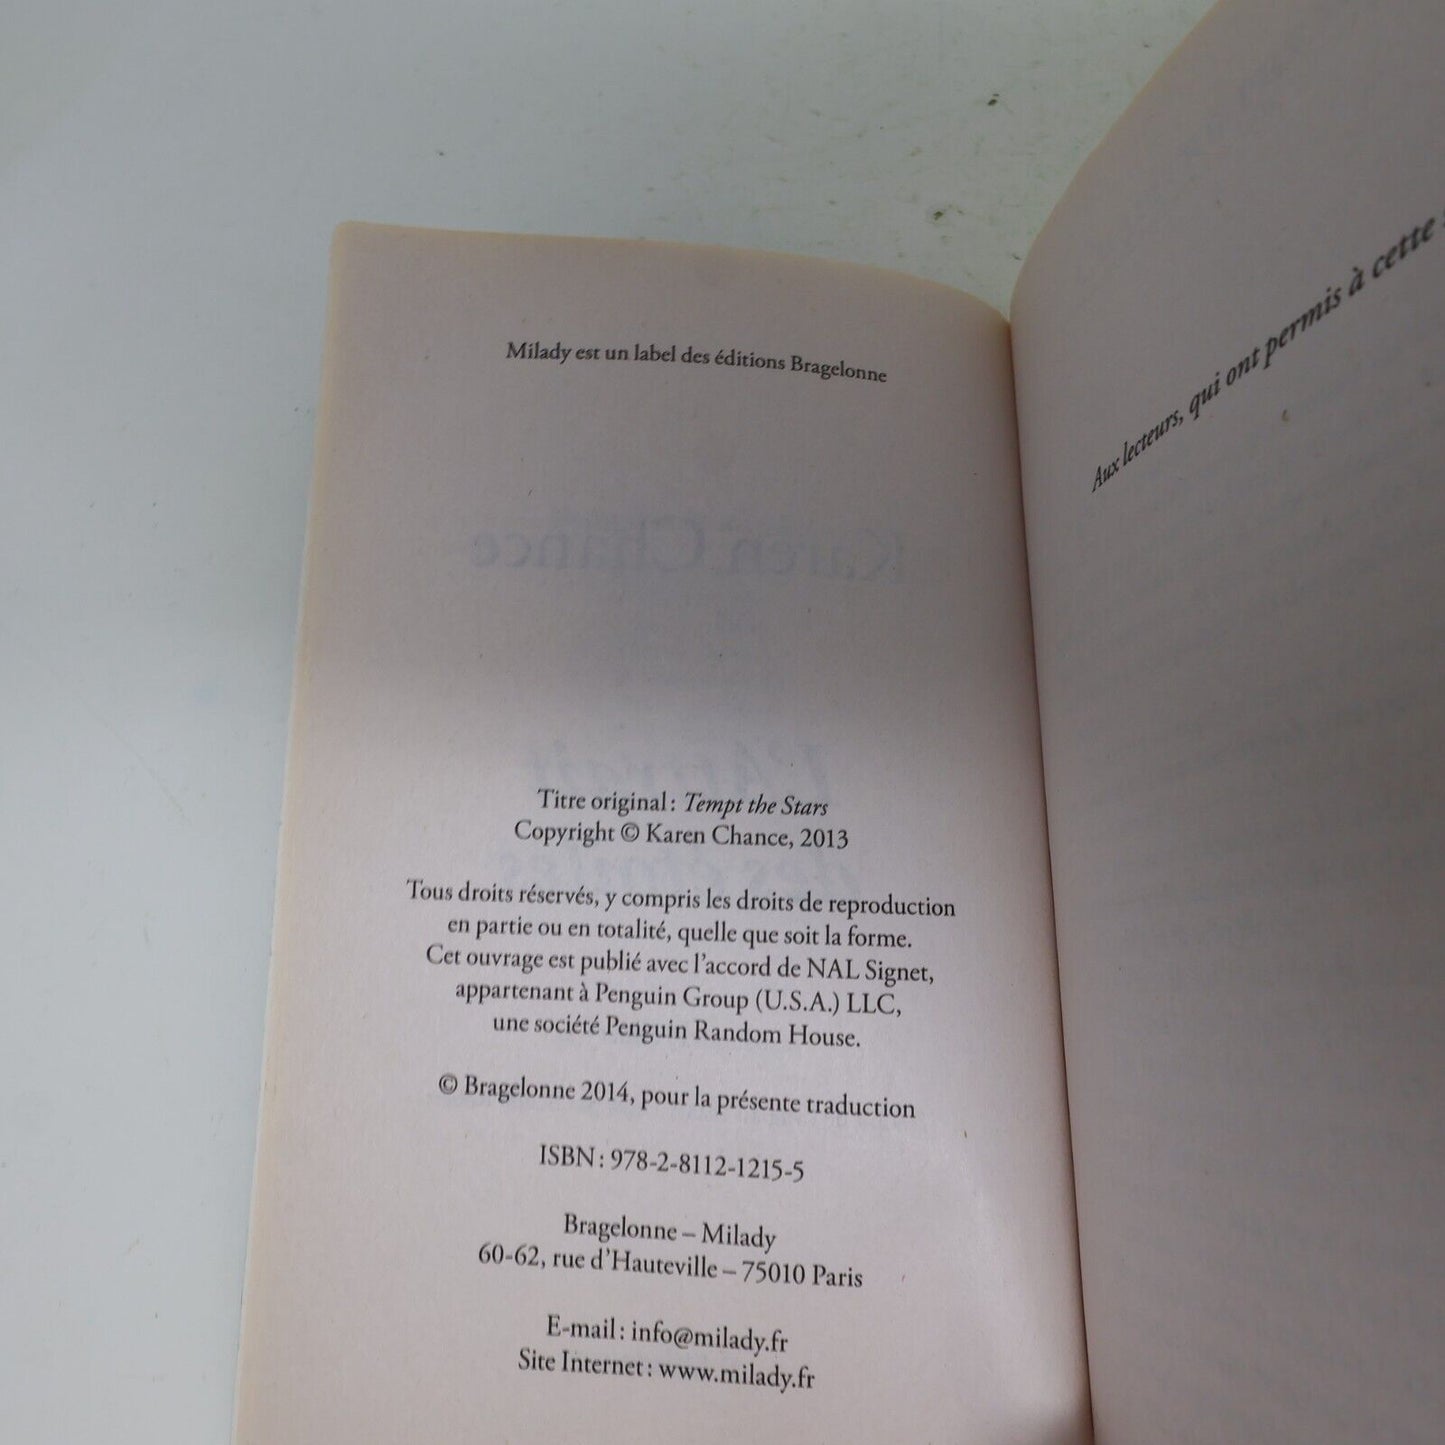 Milady est un label des éditions Bragelonne
Karen Chance
Titre original : Tempt the Stars
Copyright © Karen Chance, 2013
Tous droits réservés, y compris les droits de reproduction
en partie ou en totalité, quelle que soit la forme.
Cet ouvrage est publié avec l'accord de NAL Signet,
appartenant à Penguin Group (U.S.A.) LLC,
une société Penguin Random House.
© Bragelonne 2014, pour la présente traduction
ISBN : 978-2-8112-1215-5
Bragelonne – Milady
60-62, rue d'Hauteville – 75010 Paris
E-mail : info@milady.fr
Site Internet : www.milady.fr
Aux lecteurs, qui ont permis à cette